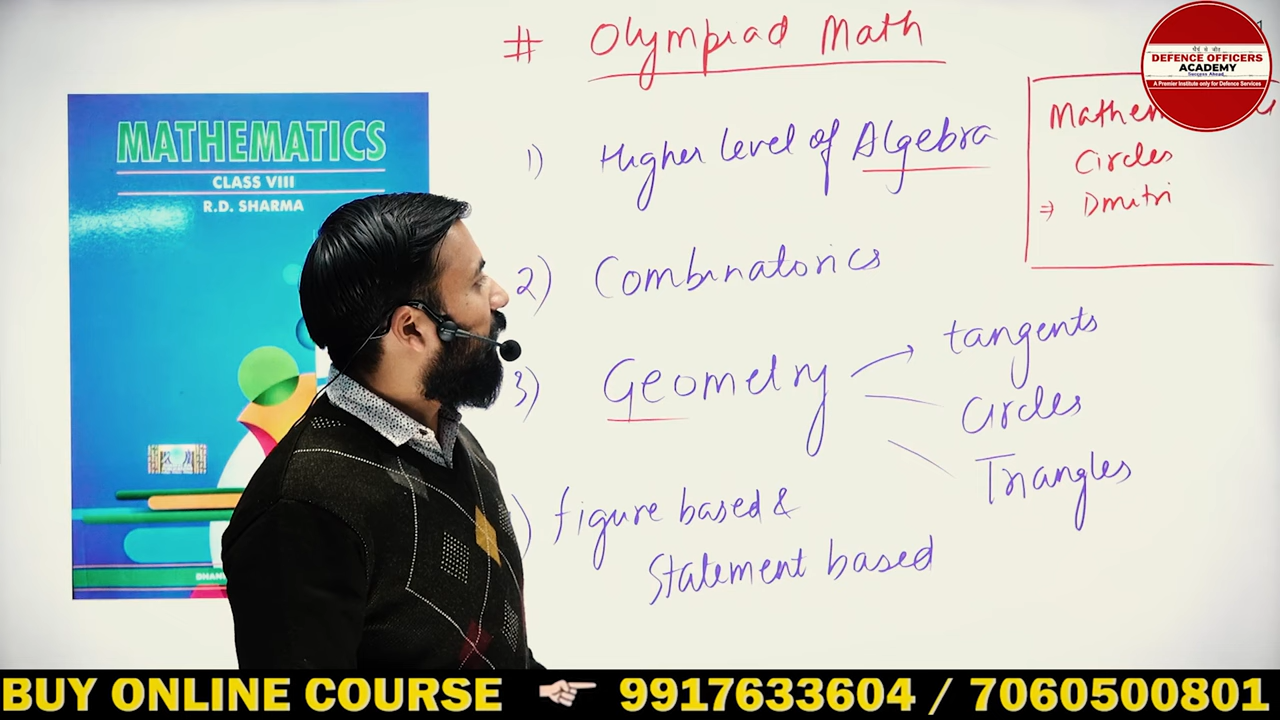 # Olympiad Math
1) Higher level of Algebra
2) Combinatorics
3) Geometry
tangents
Circles
Triangles
) figure based &
Statement based
Circles
⇒ Dmitri
MATHEMATICS
CLASS VIII
R.D. SHARMA
DEFENCE OFFICERS
ACADEMY
Success Ahead...
A Premier Institute only for Defence Services
BUY ONLINE COURSE 9917633604 / 7060500801